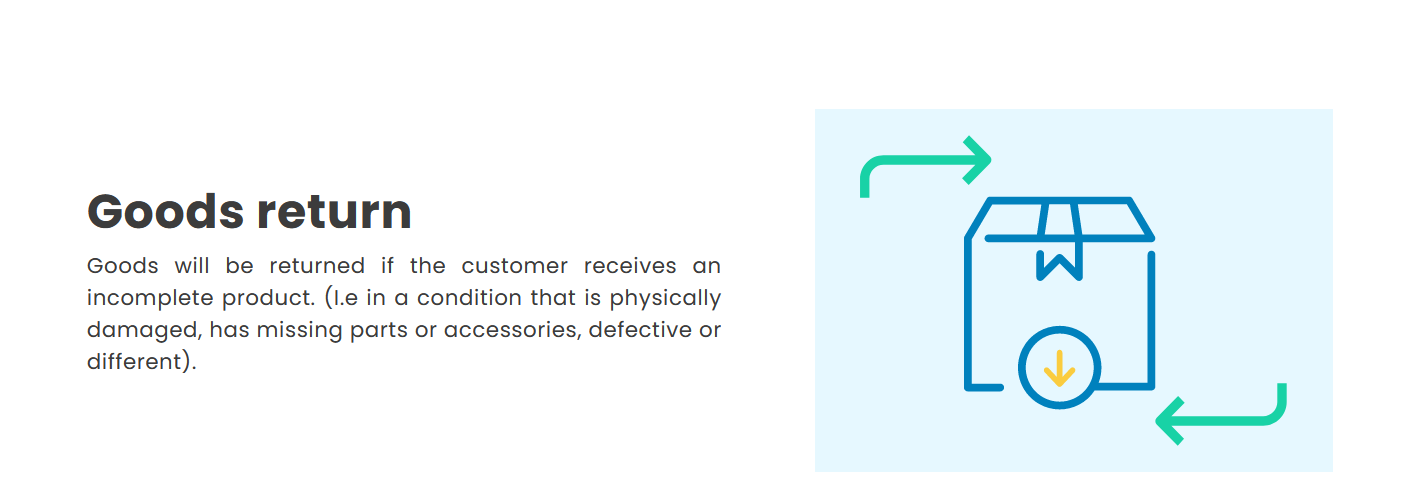 Goods return
Goods will be returned if the customer receives an
incomplete product. (I.e in a condition that is physically
damaged, has missing parts or accessories, defective or
different).